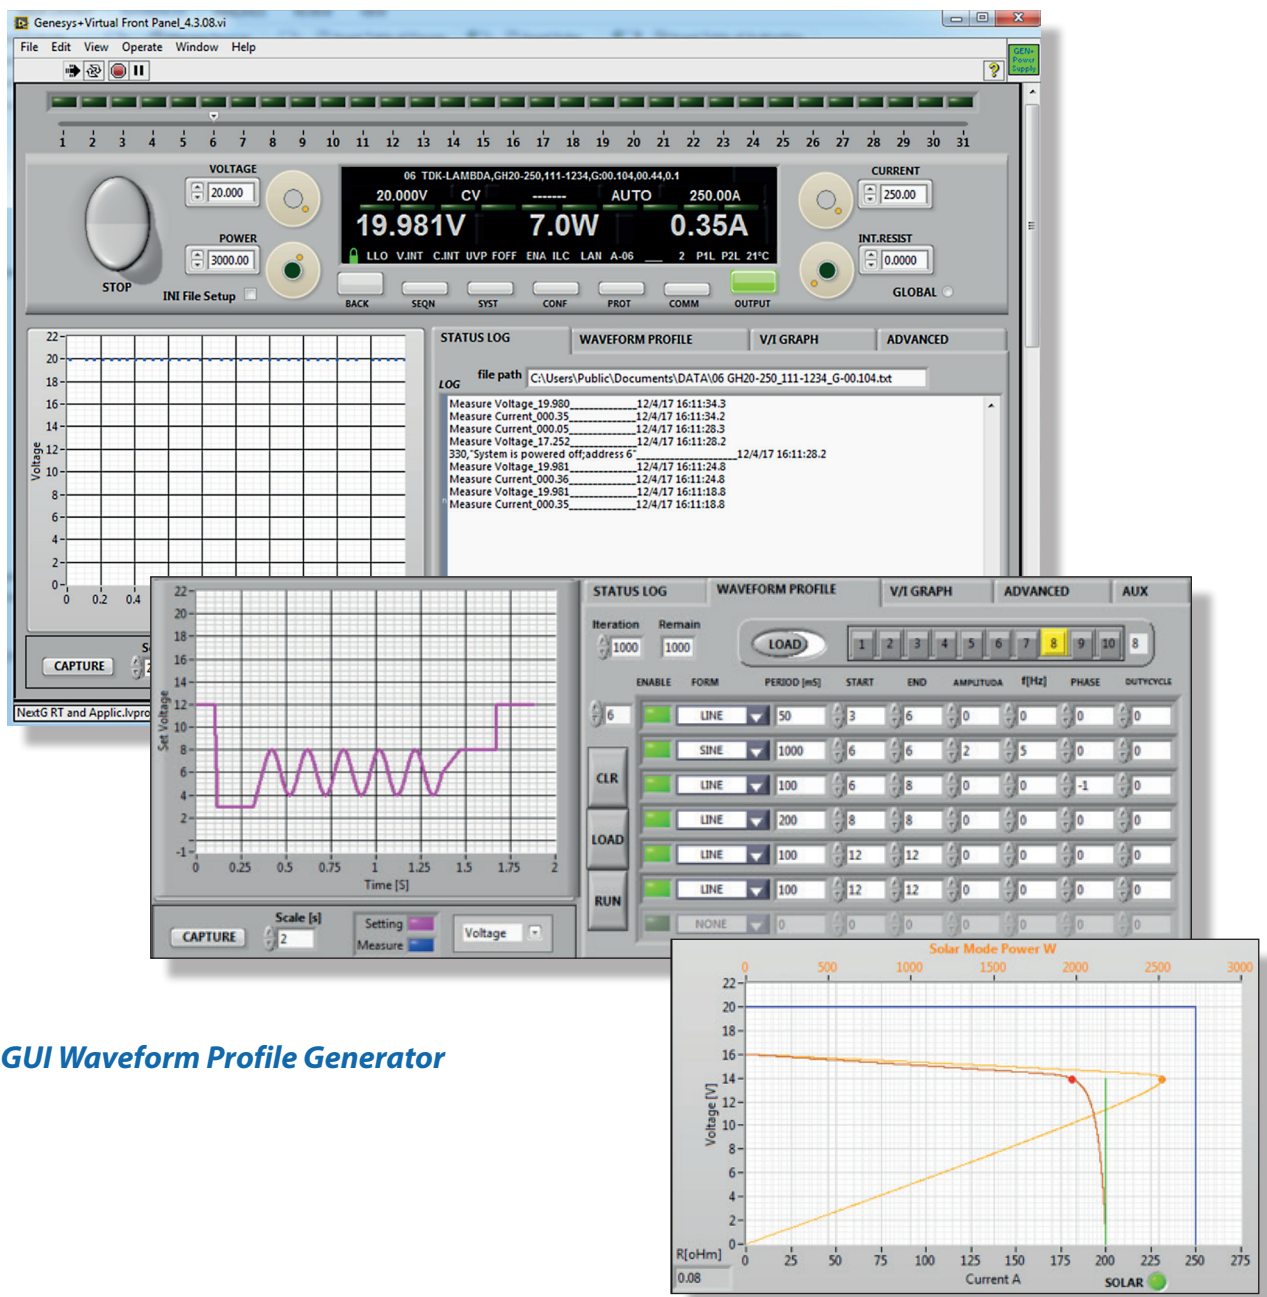 Genesys+Virtual Front Panel_4.3.08.vi
File Edit View Operate Window Help
GEN+
Power
Supply
1 2 3 4 5 6 7 8 9 10 11 12 13 14 15 16 17 18 19 20 21 22 23 24 25 26 27 28 29 30 31
VOLTAGE
20.000
POWER
3000.00
STOP
INI File Setup
06 TDK-LAMBDA,GH20-250,111-1234,G:00.104,00.44,0.1
20.000V CV ------- AUTO 250.00A
19.981V 7.0W 0.35A
LLO V.INT C.INT UVP FOFF ENA ILC LAN A-06 ___ 2 P1L P2L 21°C
BACK SEQN SYST CONF PROT COMM OUTPUT
CURRENT
250.00
INT.RESIST
0.0000
GLOBAL
22
20
18
16
14
12
10
8
6
4
2
0
Voltage
0 0.2 0.4
CAPTURE
NextG RT and Applic.lvpro
STATUS LOG WAVEFORM PROFILE V/I GRAPH ADVANCED
LOG file path C:\Users\Public\Documents\DATA\06 GH20-250_111-1234_G-00.104.txt
Measure Voltage_19.980____________12/4/17 16:11:34.3
Measure Current_000.35____________12/4/17 16:11:34.2
Measure Current_000.05____________12/4/17 16:11:28.3
Measure Voltage_17.252____________12/4/17 16:11:28.2
330,"System is powered off;address 6"__________________12/4/17 16:11:28.2
Measure Voltage_19.981____________12/4/17 16:11:24.8
Measure Current_000.36____________12/4/17 16:11:24.8
Measure Voltage_19.981____________12/4/17 16:11:18.8
Measure Current_000.35____________12/4/17 16:11:18.8
22
20
18
16
14
12
10
8
6
4
2
-1
Set Voltage
0 0.25 0.5 0.75 1 1.25 1.5 1.75 2
Time [S]
CAPTURE
Scale [s]
2
Setting
Measure
Voltage
STATUS LOG WAVEFORM PROFILE V/I GRAPH ADVANCED AUX
Iteration Remain
1000 1000
LOAD 1 2 3 4 5 6 7 8 9 10 8
ENABLE FORM PERIOD [mS] START END AMPLITUDA f[Hz] PHASE DUTYCYCLE
6 LINE 50 3 6 0 0 0 0
SINE 1000 6 6 2 5 0 0
CLR LINE 100 6 8 0 0 -1 0
LINE 200 8 8 0 0 0 0
LOAD LINE 100 12 12 0 0 0 0
RUN LINE 100 12 12 0 0 0 0
NONE 0 0 0 0 0 0 0
Solar Mode Power W
0 500 1000 1500 2000 2500 3000
22
20
18
16
14
12
10
8
6
4
2
0
Voltage [V]
0 25 50 75 100 125 150 175 200 225 250 275
Current A
R[oHm]
0.08
SOLAR
GUI Waveform Profile Generator